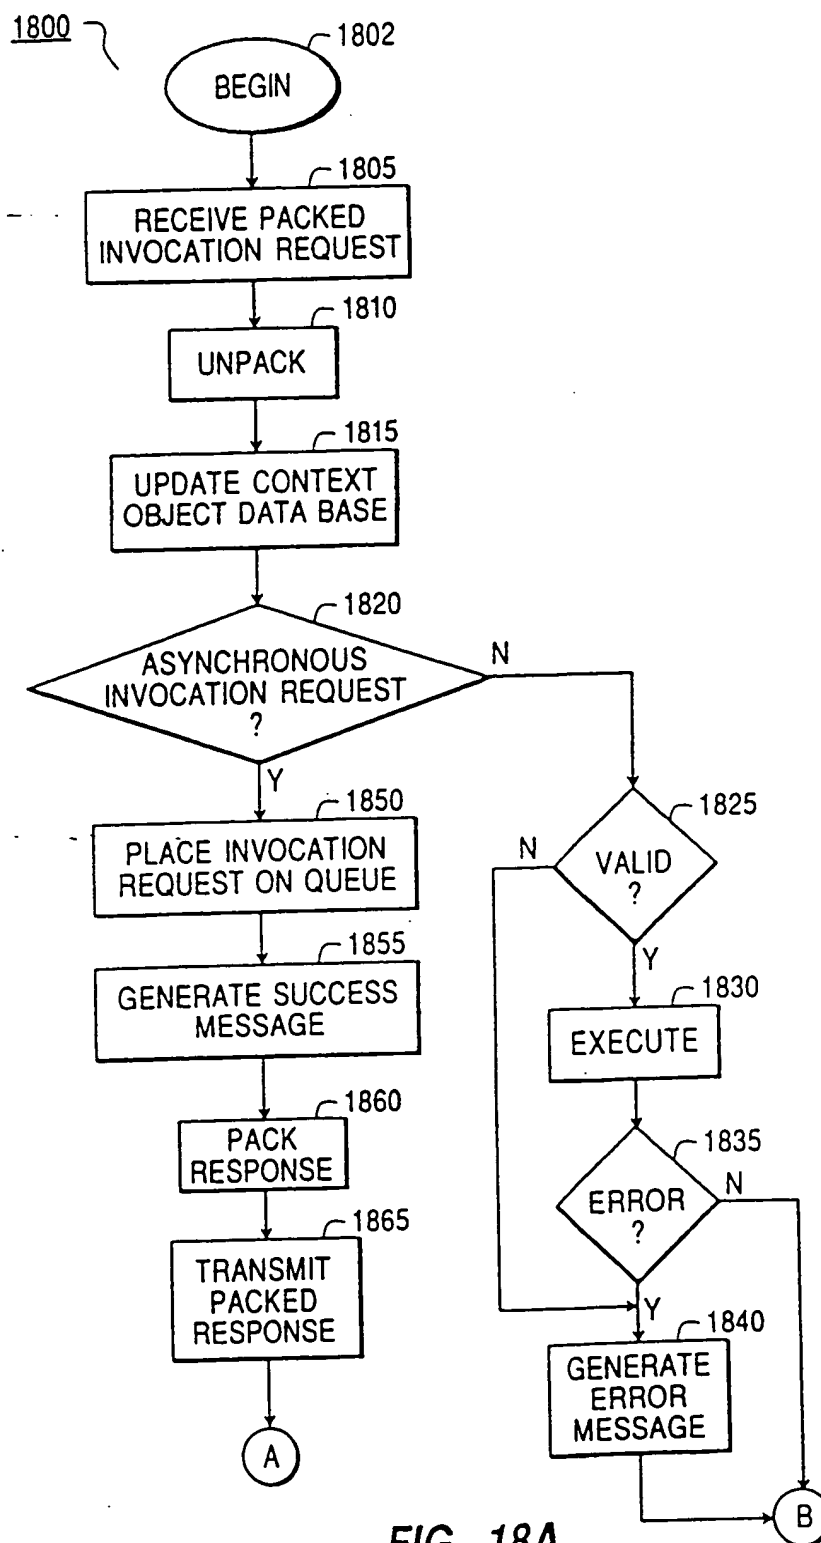 1800
1802
BEGIN
1805
RECEIVE PACKED
INVOCATION REQUEST
1810
UNPACK
1815
UPDATE CONTEXT
OBJECT DATA BASE
1820
ASYNCHRONOUS
INVOCATION REQUEST
?
N
Y
1850
PLACE INVOCATION
REQUEST ON QUEUE
1855
GENERATE SUCCESS
MESSAGE
1860
PACK
RESPONSE
1865
TRANSMIT
PACKED
RESPONSE
A
1825
VALID
?
N
Y
1830
EXECUTE
1835
ERROR
?
N
Y
1840
GENERATE
ERROR
MESSAGE
B
FIG. 18A